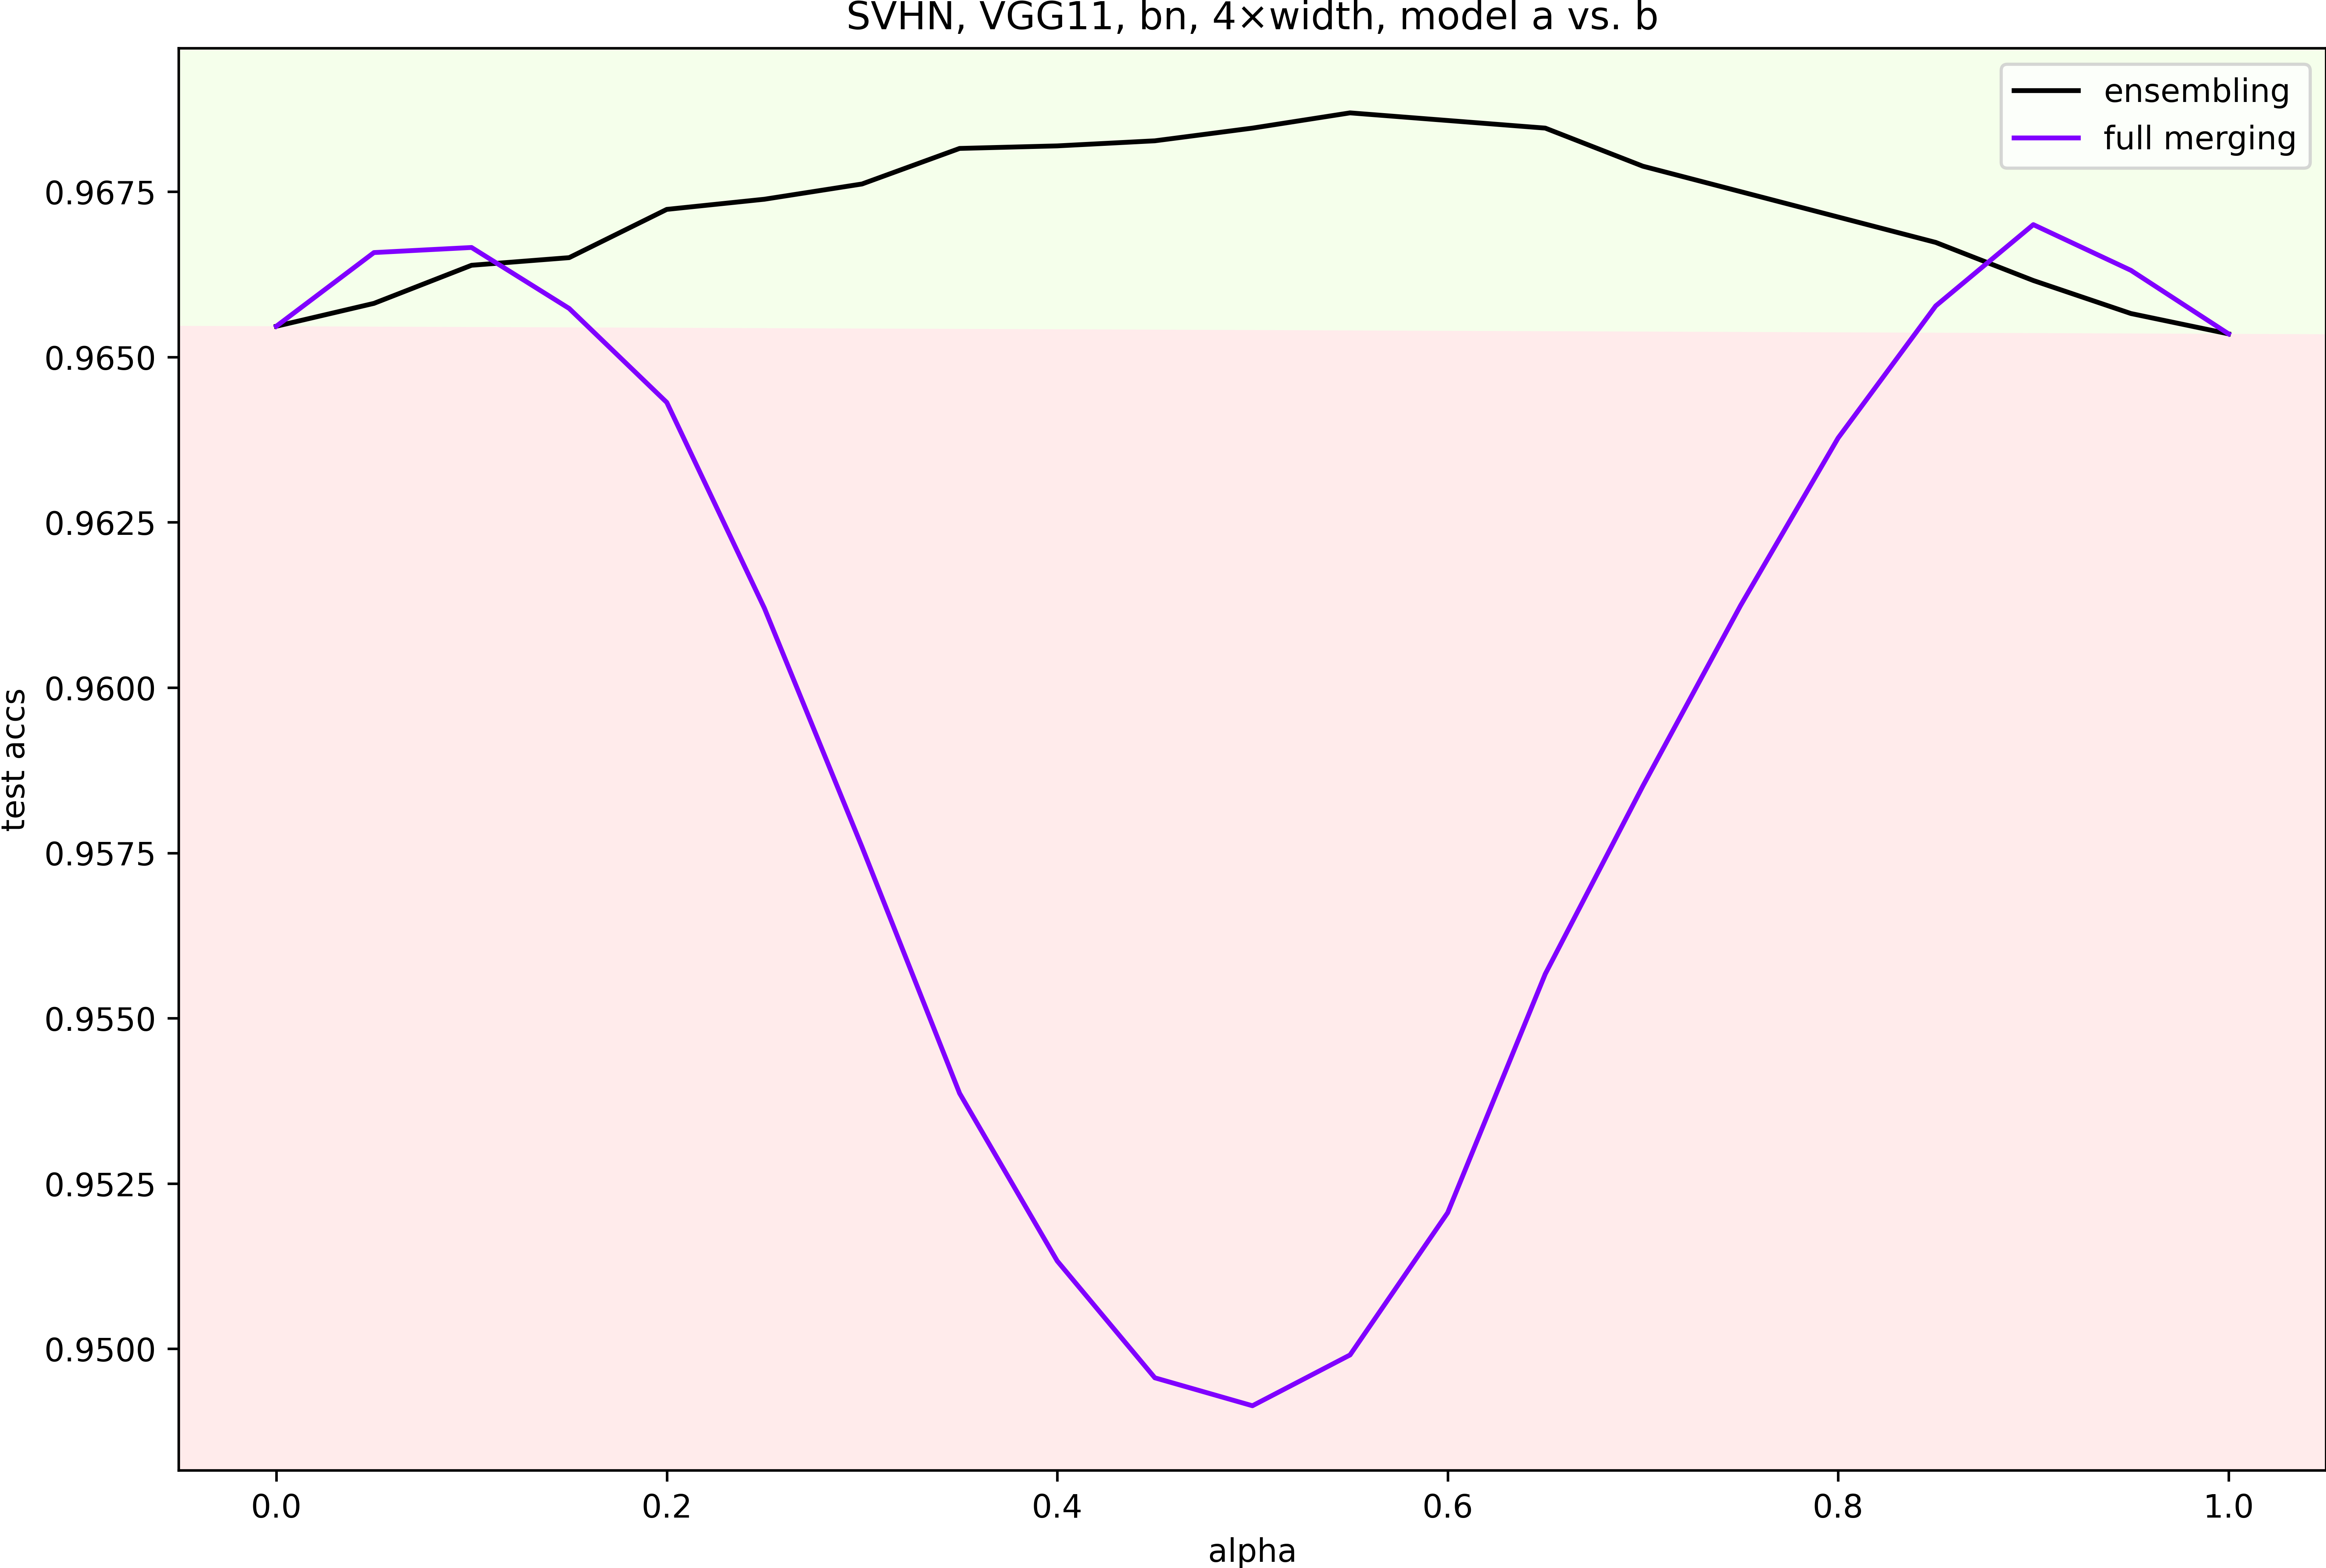 SVHN, VGG11, bn, 4×width, model a vs. b
ensembling
full merging
test accs
0.9675
0.9650
0.9625
0.9600
0.9575
0.9550
0.9525
0.9500
0.0 0.2 0.4 0.6 0.8 1.0
alpha